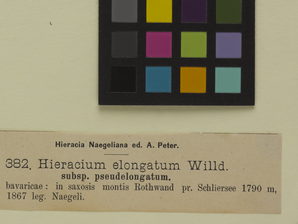 Hieracia Naegeliana ed. A. Peter.
382. Hieracium elongatum Willd.
subsp. pseudelongatum.
bavaricae: in saxosis montis Rothwand pr. Schliersee 1790 m,
1867 leg. Naegeli.